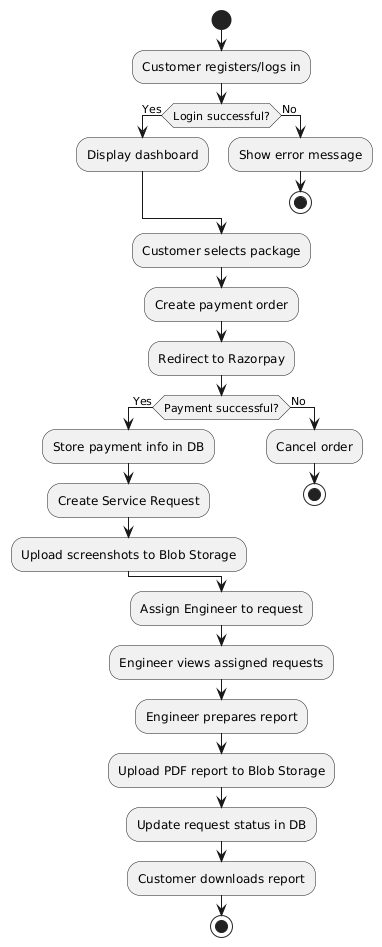 Customer registers/logs in
Yes
Login successful?
No
Display dashboard
Show error message
Customer selects package
Create payment order
Redirect to Razorpay
Yes
Payment successful?
No
Store payment info in DB
Cancel order
Create Service Request
Upload screenshots to Blob Storage
Assign Engineer to request
Engineer views assigned requests
Engineer prepares report
Upload PDF report to Blob Storage
Update request status in DB
Customer downloads report